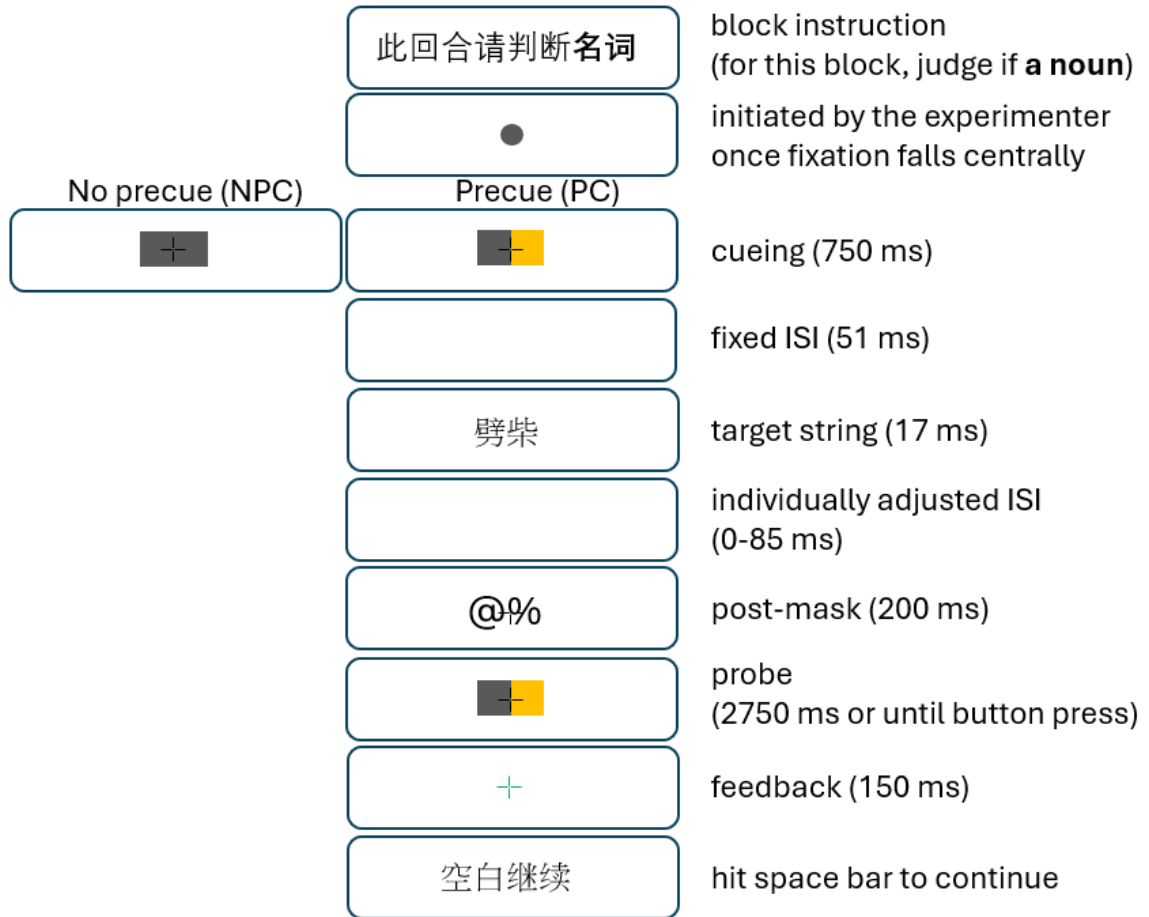 此回合请判断名词
block instruction
(for this block, judge if a noun)
initiated by the experimenter
once fixation falls centrally
No precue (NPC)
Precue (PC)
cueing (750 ms)
fixed ISI (51 ms)
劈柴
target string (17 ms)
individually adjusted ISI
(0-85 ms)
@%
post-mask (200 ms)
probe
(2750 ms or until button press)
feedback (150 ms)
空白继续
hit space bar to continue